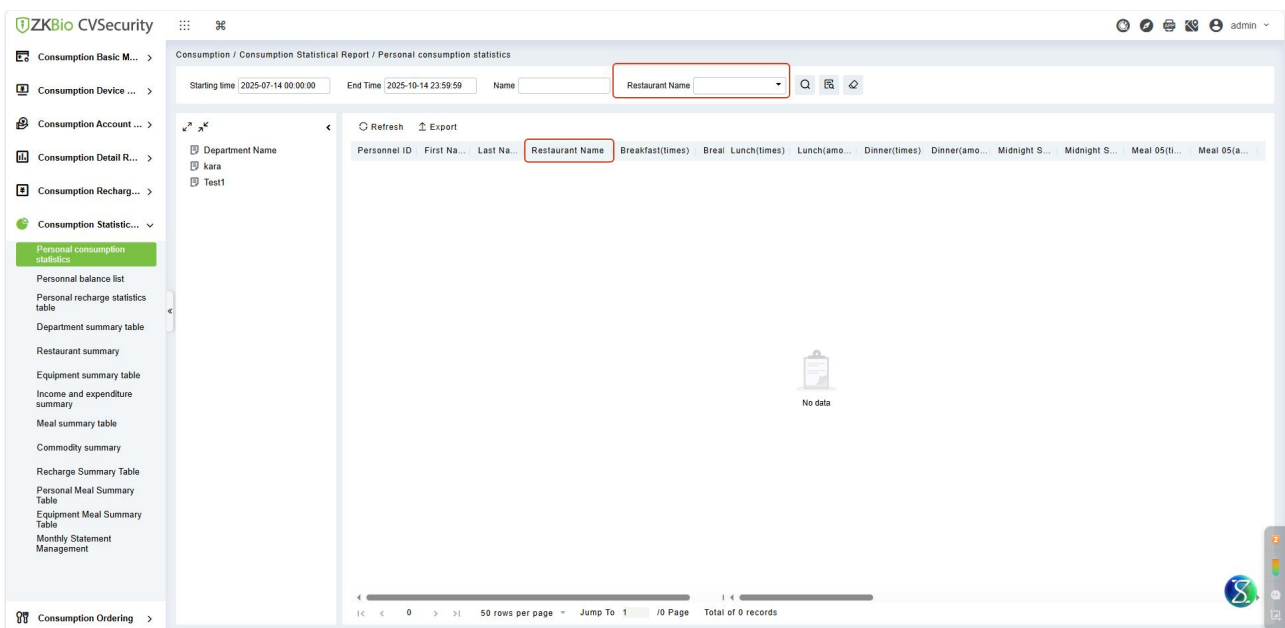 ZKBio CVSecurity
admin
Consumption Basic M...
Consumption Device ...
Consumption Account ...
Consumption Detail R...
Consumption Recharg...
Consumption Statistic...
Personal consumption
statistics
Personnal balance list
Personal recharge statistics
table
Department summary table
Restaurant summary
Equipment summary table
Income and expenditure
summary
Meal summary table
Commodity summary
Recharge Summary Table
Personal Meal Summary
Table
Equipment Meal Summary
Table
Monthly Statement
Management
Consumption Ordering
Consumption / Consumption Statistical Report / Personal consumption statistics
Starting time 2025-07-14 00:00:00 End Time 2025-10-14 23:59:59 Name Restaurant Name
Department Name
kara
Test1
Refresh Export
Personnel ID First Na... Last Na... Restaurant Name Breakfast(times) Breal Lunch(times) Lunch(amo... Dinner(times) Dinner(amo... Midnight S... Midnight S... Meal 05(ti... Meal 05(a...
No data
0 50 rows per page Jump To 1 /0 Page Total of 0 records
2